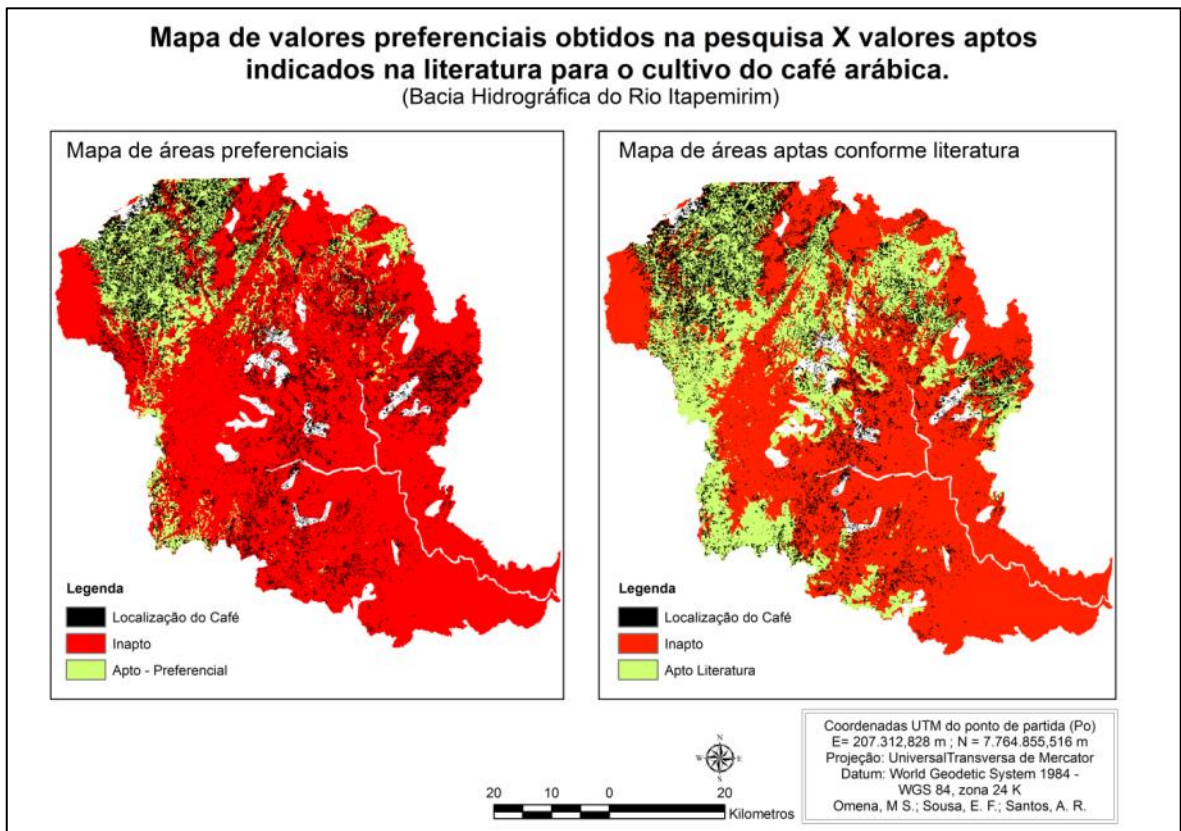 Mapa de valores preferenciais obtidos na pesquisa X valores aptos
indicados na literatura para o cultivo do café arábica.
(Bacia Hidrográfica do Rio Itapemirim)
Mapa de áreas preferenciais
Legenda
Localização do Café
Inapto
Apto - Preferencial
Mapa de áreas aptas conforme literatura
Legenda
Localização do Café
Inapto
Apto Literatura
N
W
E
S
20 10 0 20
Kilometros
Coordenadas UTM do ponto de partida (Po)
E= 207.312,828 m ; N = 7.764.855,516 m
Projeção: UniversalTransversa de Mercator
Datum: World Geodetic System 1984 -
WGS 84, zona 24 K
Omena, M S.; Sousa, E. F.; Santos, A. R.